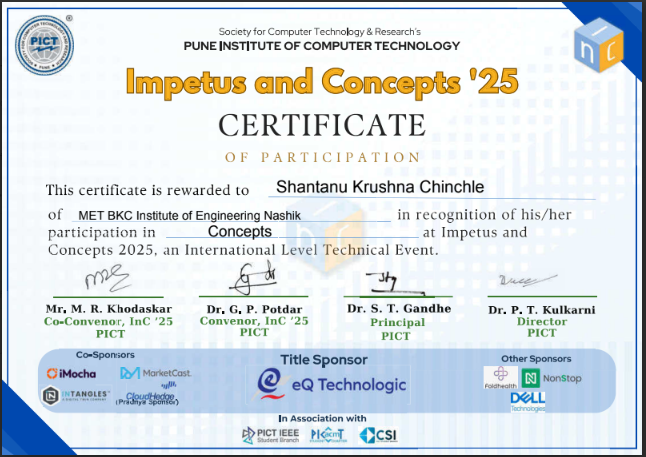 PICT
Society for Computer Technology & Research's
PUNE INSTITUTE OF COMPUTER TECHNOLOGY
Impetus and Concepts '25
CERTIFICATE
OF PARTICIPATION
This certificate is rewarded to Shantanu Krushna Chinchle
of MET BKC Institute of Engineering Nashik in recognition of his/her
participation in Concepts at Impetus and
Concepts 2025, an International Level Technical Event.
Mr. M. R. Khodaskar
Co-Convenor, InC '25
PICT
Dr. G. P. Potdar
Convenor, InC '25
PICT
Dr. S. T. Gandhe
Principal
PICT
Dr. P. T. Kulkarni
Director
PICT
Co-Sponsors
iMocha
MarketCast
INTANGLES
CloudHedge
(Pradnya Sponsor)
Title Sponsor
eQ Technologic
Other Sponsors
Foldhealth
NonStop
DELL
Technologies
In Association with
PICT IEEE
Student Branch
CSI